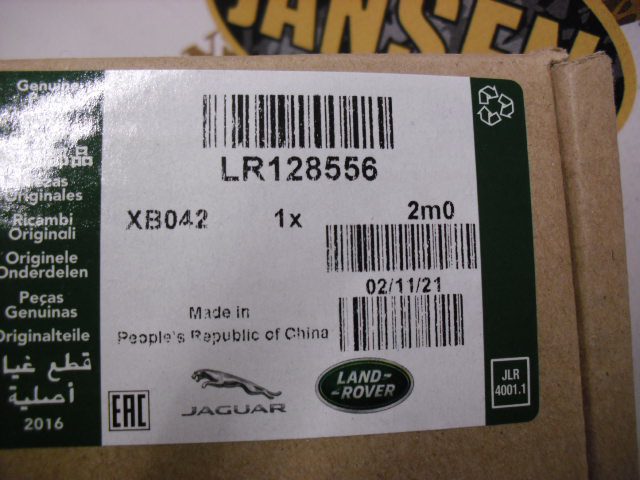 JANSEN
Genuine
LR128556
XB042 1x 2m0
02/11/21
Originales
Ricambi
Originali
Originele
Onderdelen
Peças
Genuinas
Originalteile
قطع غيار
أصلية
2016
Made in
People's Republic of China
EAC
JAGUAR
LAND-
-ROVER
JLR
4001.1